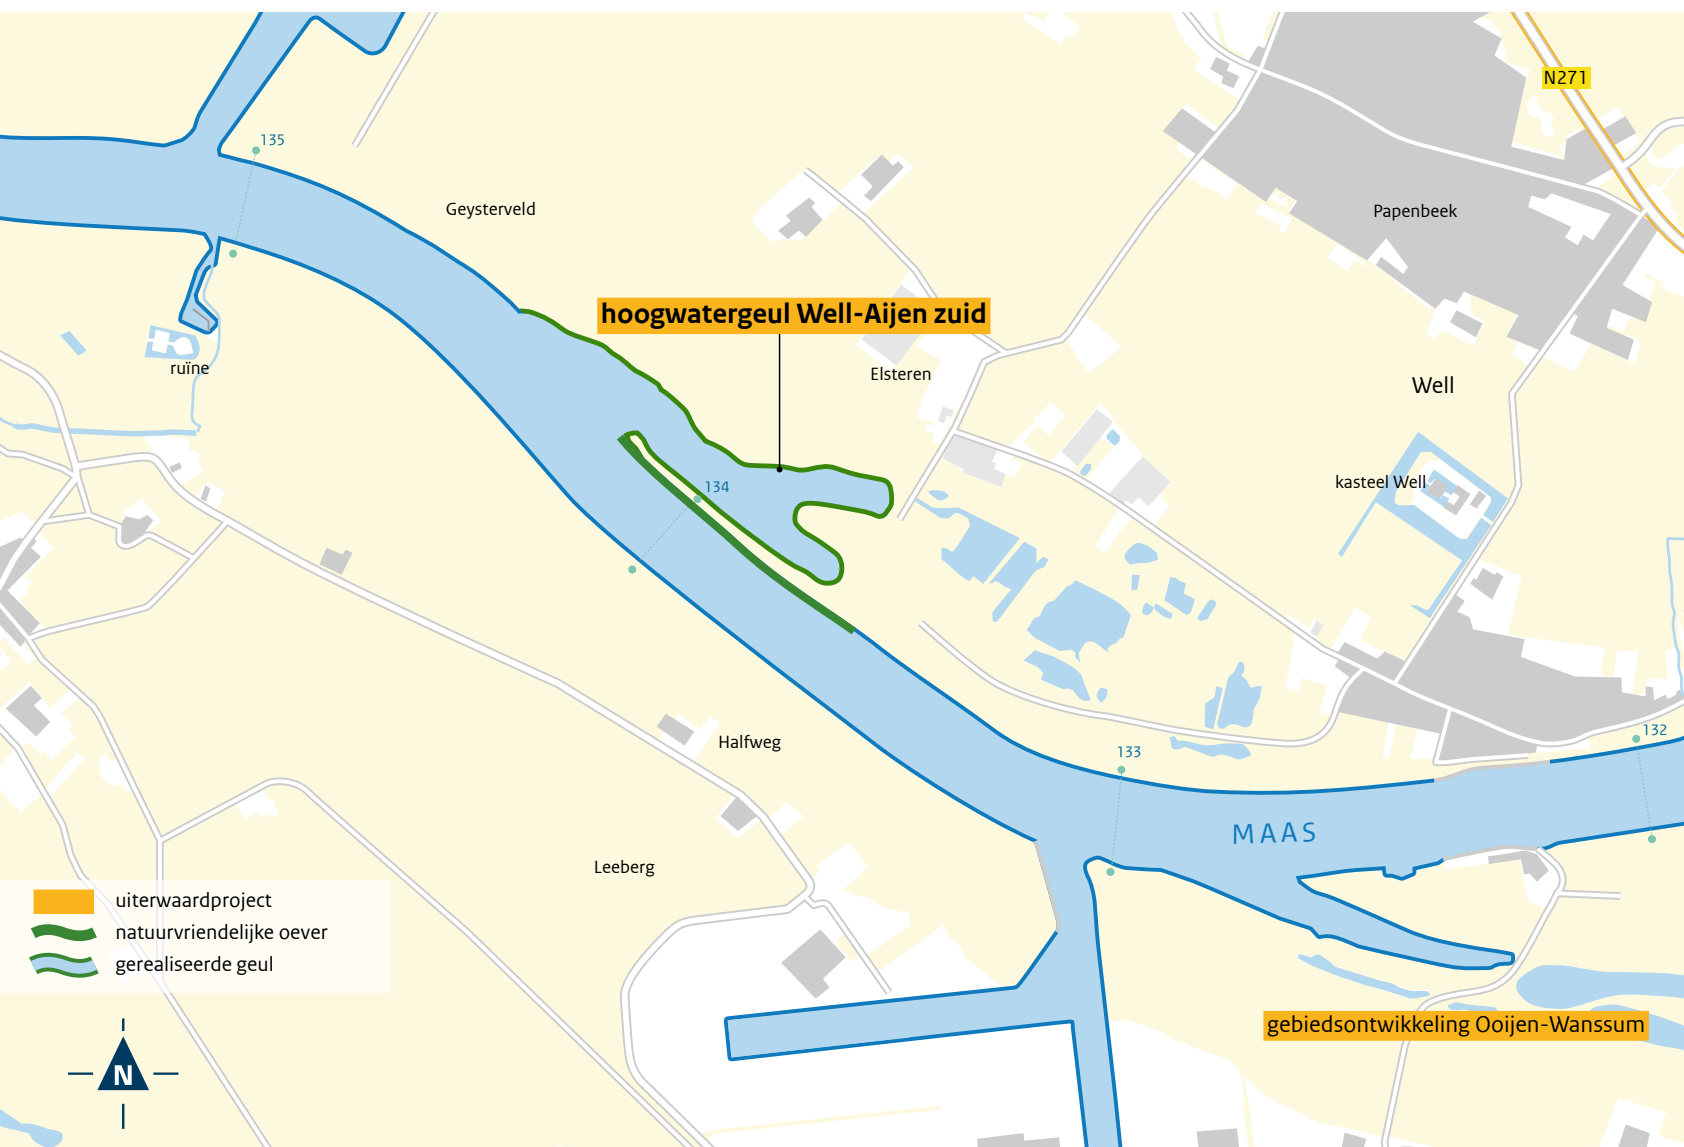 N271
135
Geysterveld
Papenbeek
hoogwatergeul Well-Aijen zuid
ruïne
Elsteren
Well
kasteel Well
134
Halfweg
133
132
MAAS
Leeberg
uiterwaardproject
natuurvriendelijke oever
gerealiseerde geul
gebiedsontwikkeling Ooijen-Wanssum
N